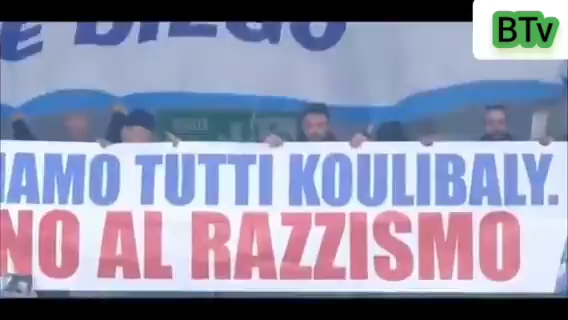 BTv
E DIEGO
IAMO TUTTI KOULIBALY.
NO AL RAZZISMO